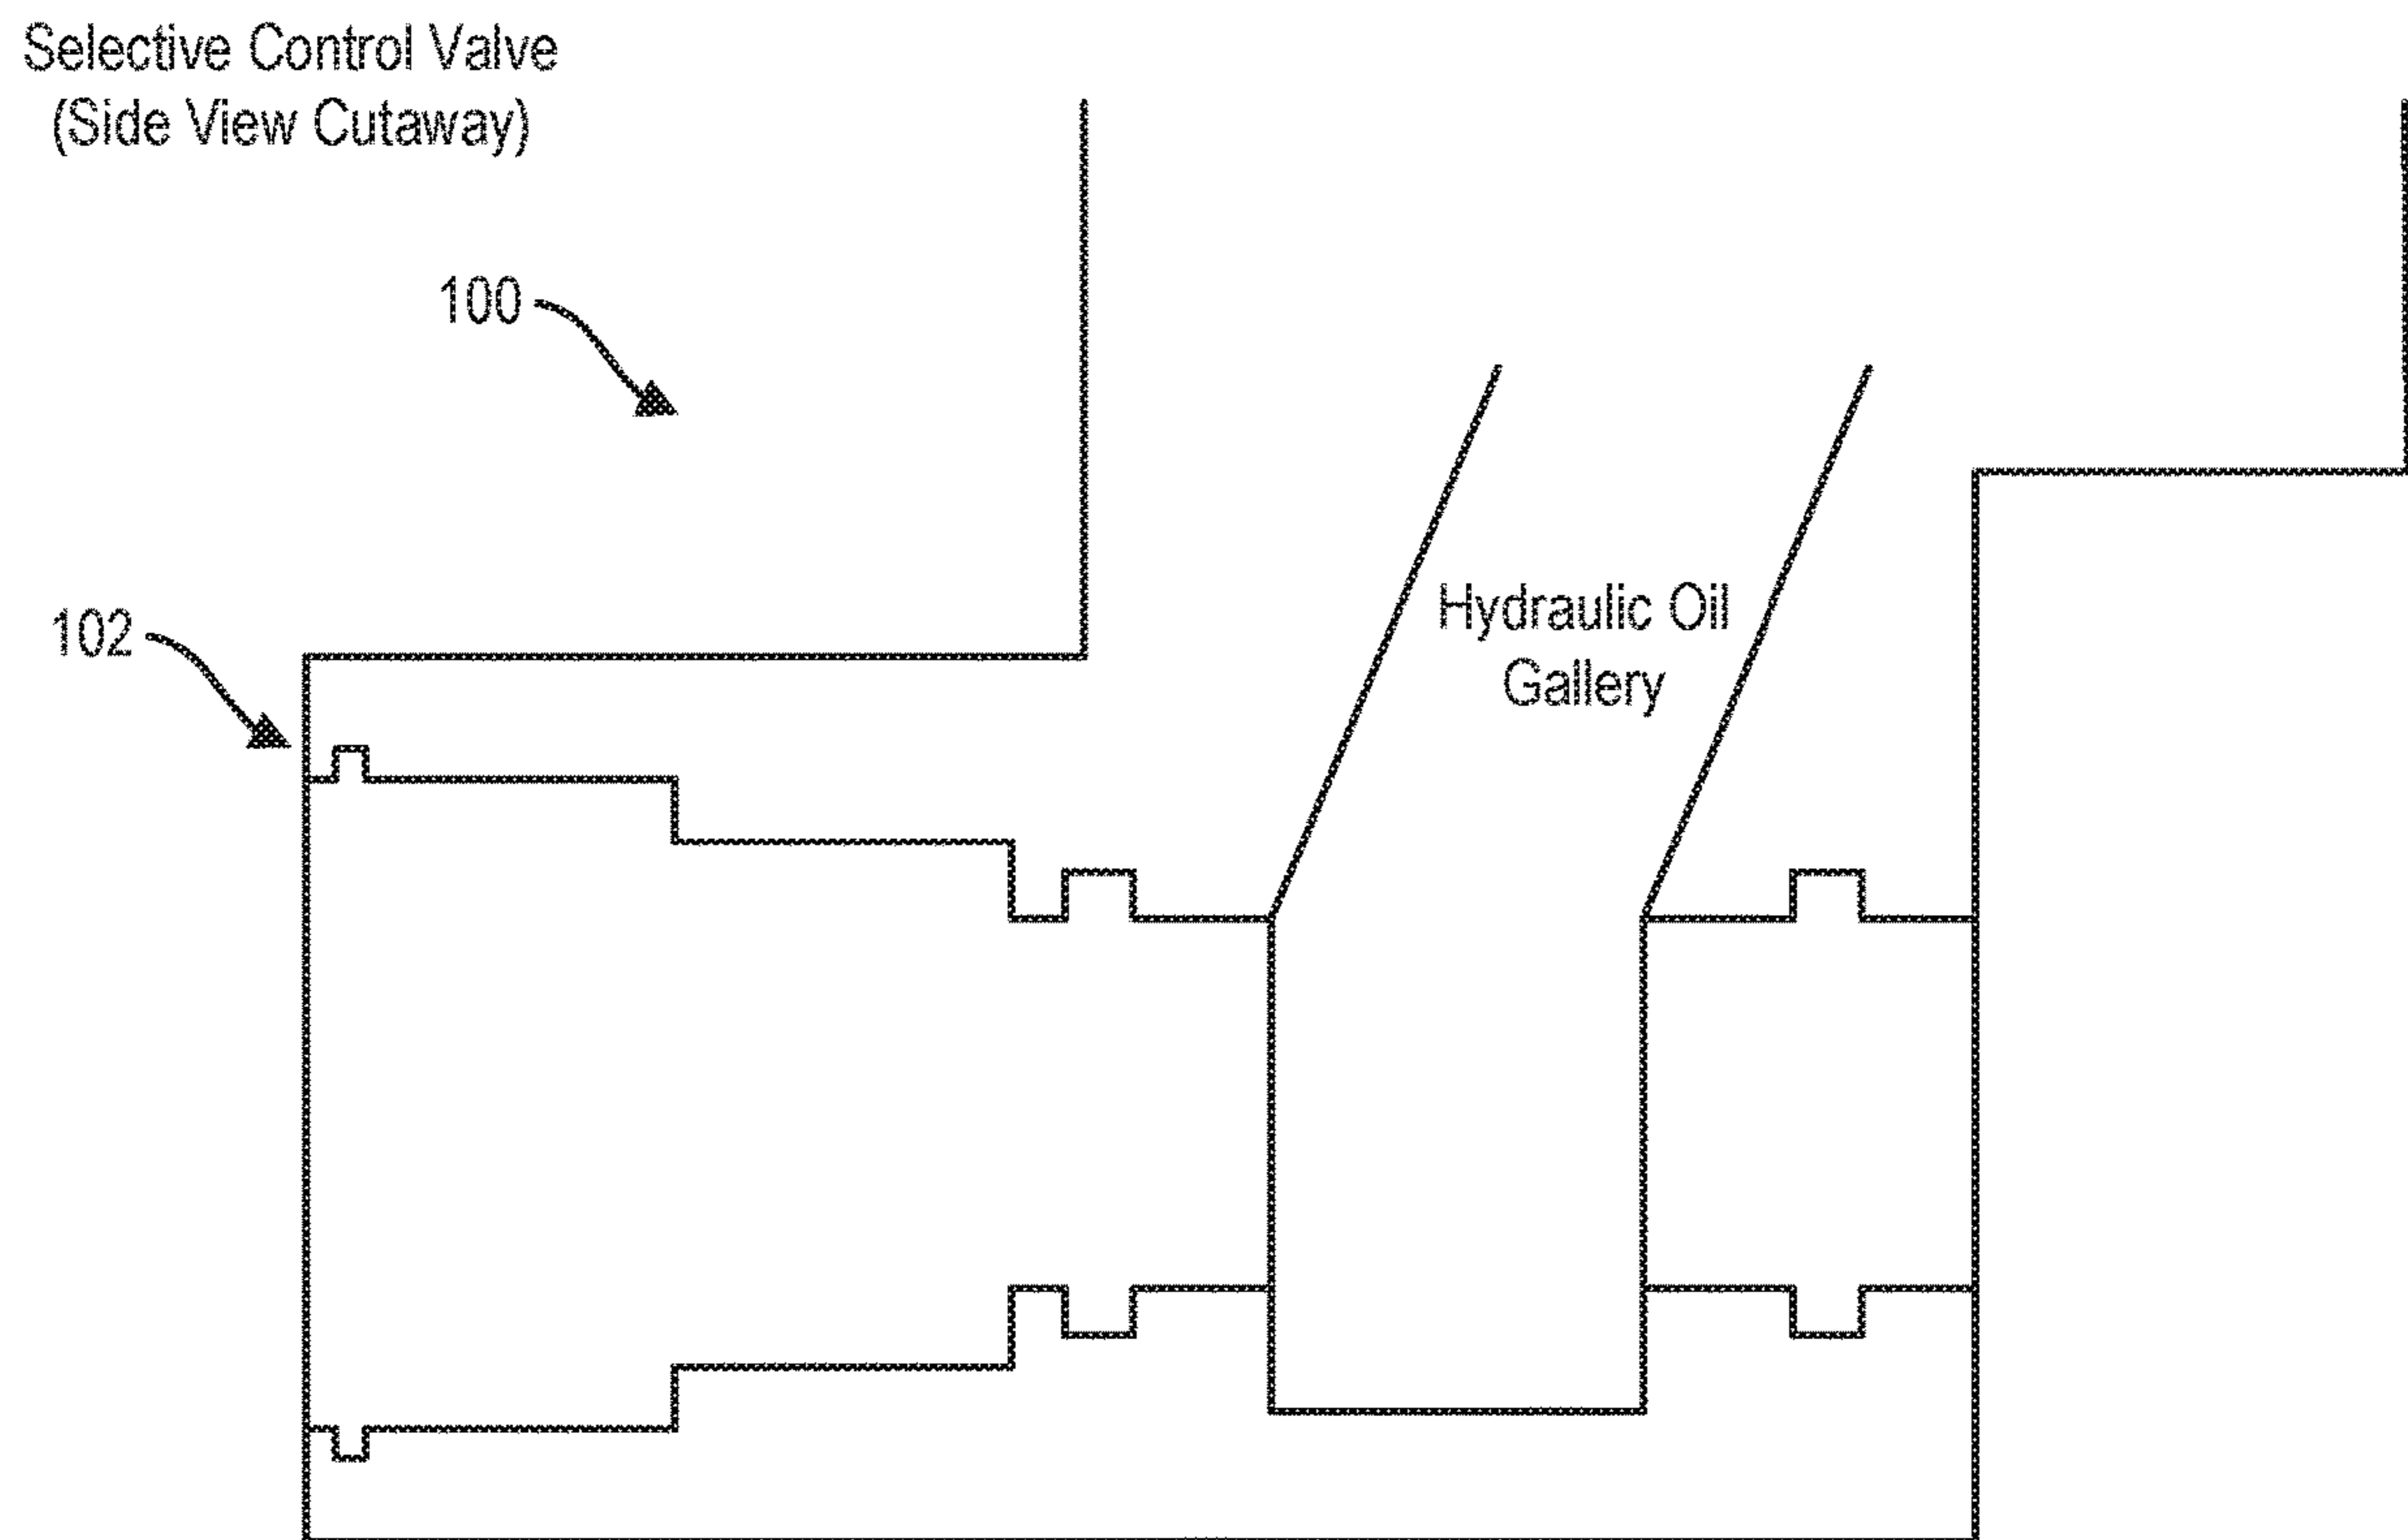 Selective Control Valve
(Side View Cutaway)
100
102
Hydraulic Oil
Gallery